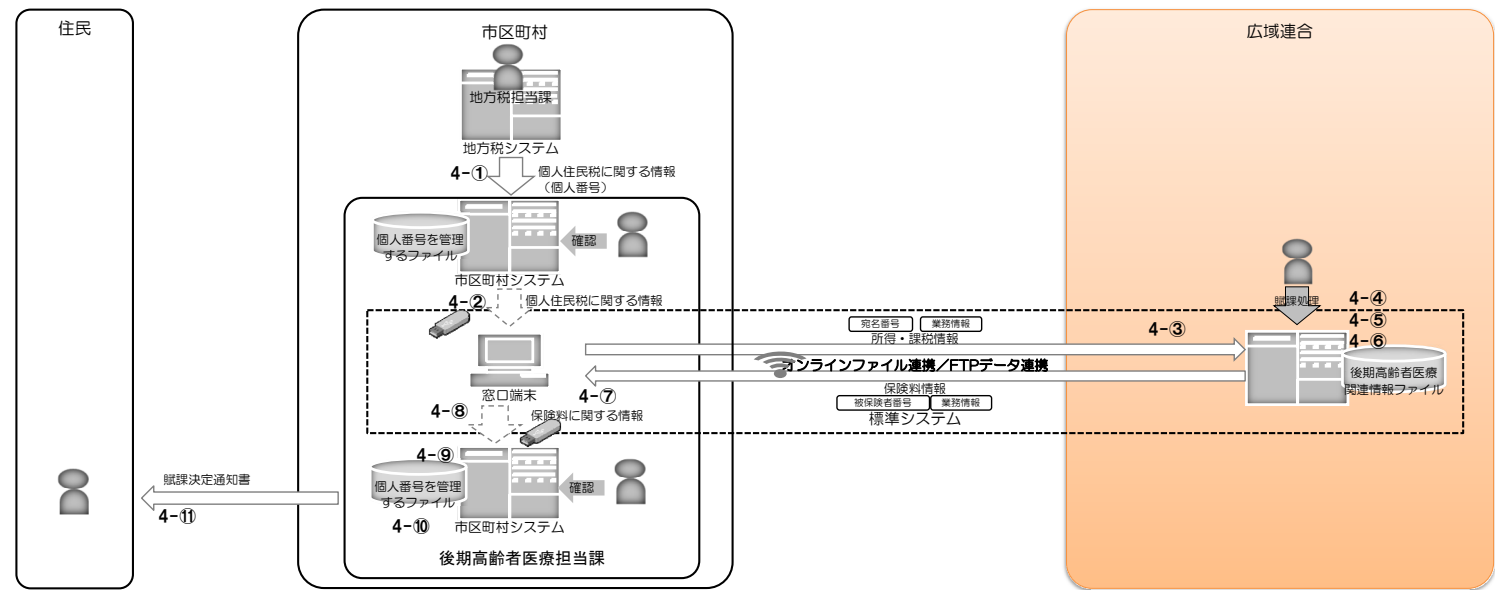 住民
市区町村
広域連合
地方税担当課
地方税システム
4-①
個人住民税に関する情報
（個人番号）
個人番号を管理
するファイル
確認
市区町村システム
4-②
個人住民税に関する情報
賦課処理
4-④
4-⑤
4-⑥
宛名番号
業務情報
4-③
所得・課税情報
オンラインファイル連携／FTPデータ連携
後期高齢者医療
関連情報ファイル
窓口端末
4-⑦
保険料情報
被保険者番号
業務情報
標準システム
4-⑧
保険料に関する情報
4-⑨
個人番号を管理
するファイル
確認
4-⑩
市区町村システム
後期高齢者医療担当課
賦課決定通知書
4-⑪